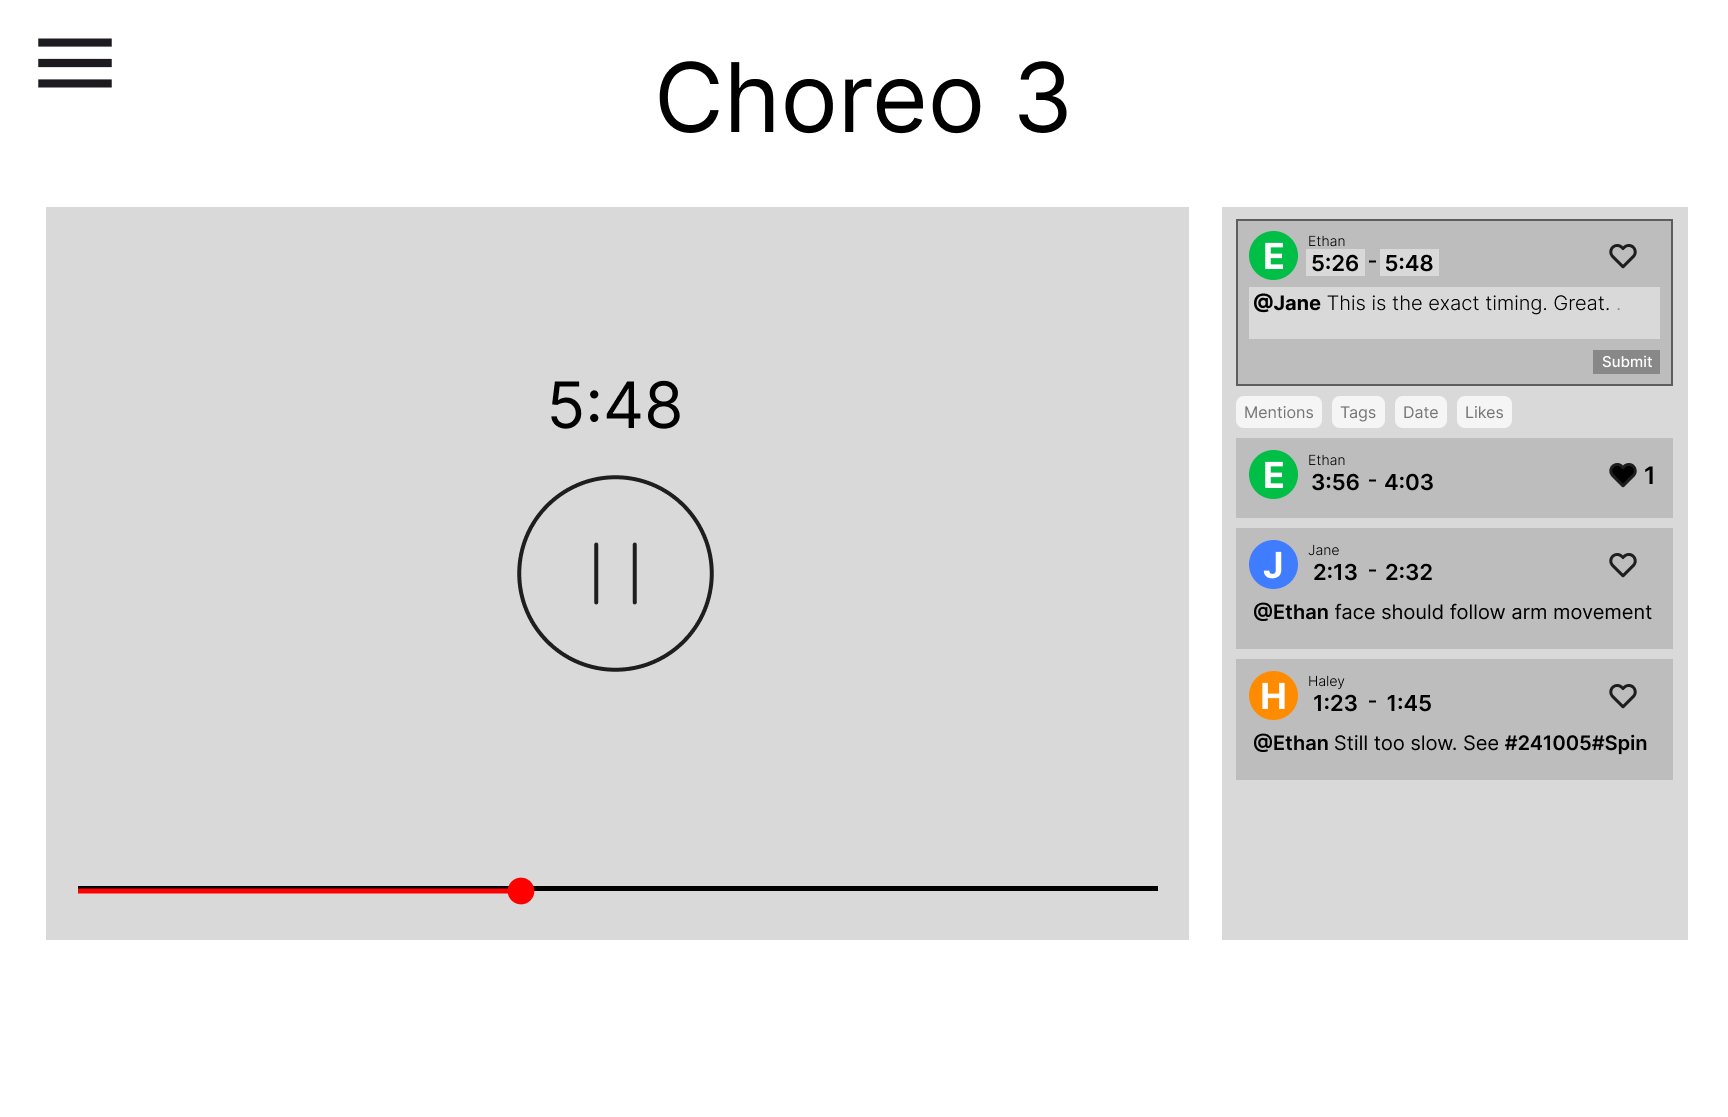 Choreo 3
5:48
E
Ethan
5:26 - 5:48
@Jane This is the exact timing. Great. .
Submit
Mentions Tags Date Likes
E
Ethan
3:56 - 4:03
1
J
Jane
2:13 - 2:32
@Ethan face should follow arm movement
H
Haley
1:23 - 1:45
@Ethan Still too slow. See #241005#Spin